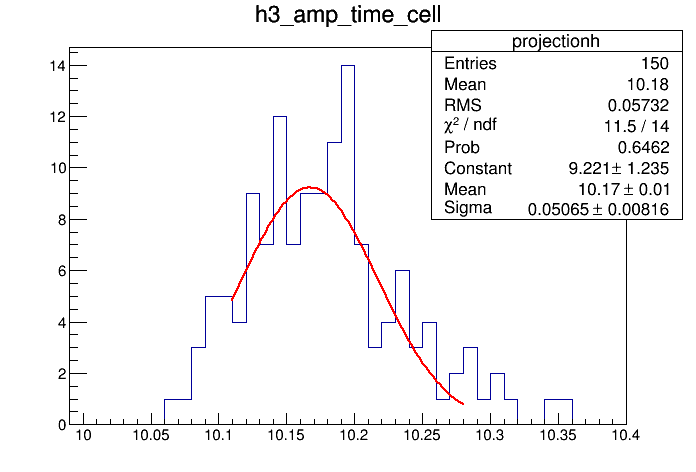 h3_amp_time_cell
projectionh
Entries 150
Mean 10.18
RMS 0.05732
χ² / ndf 11.5 / 14
Prob 0.6462
Constant 9.221± 1.235
Mean 10.17 ± 0.01
Sigma 0.05065 ± 0.00816
14
12
10
8
6
4
2
0
10 10.05 10.1 10.15 10.2 10.25 10.3 10.35 10.4